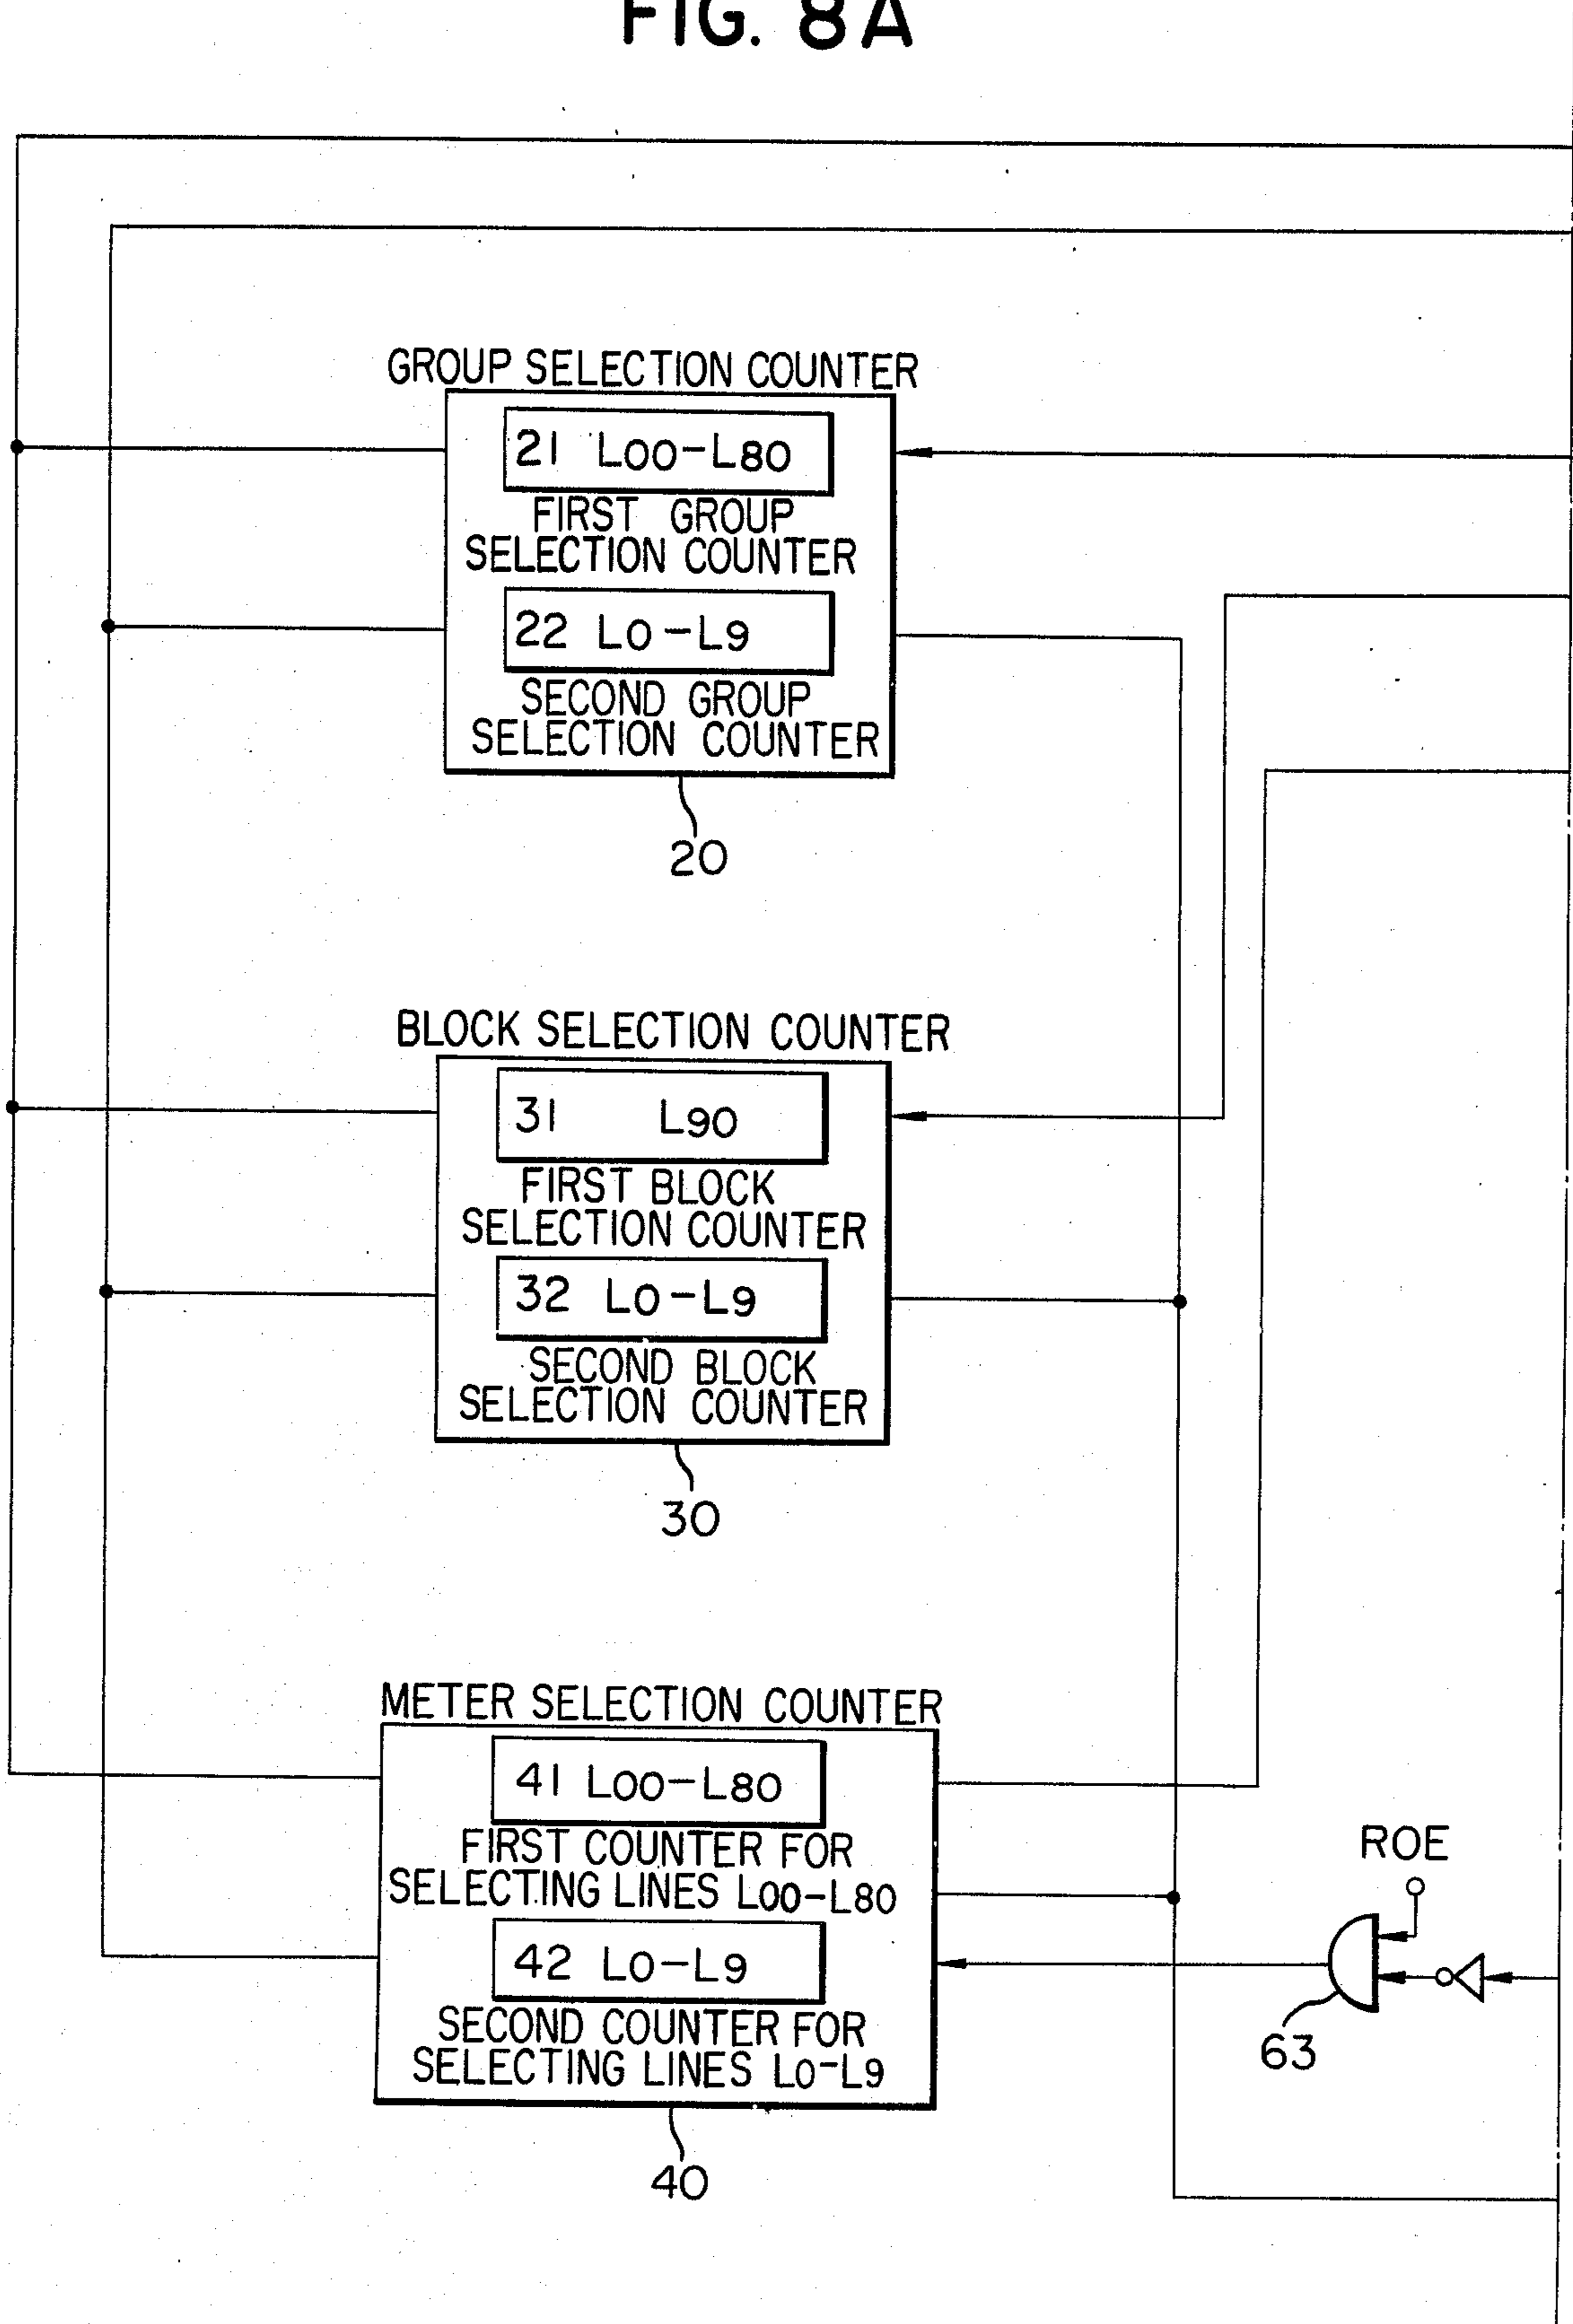 FIG. 8A
GROUP SELECTION COUNTER
21 L00-L80
FIRST GROUP
SELECTION COUNTER
22 L0-L9
SECOND GROUP
SELECTION COUNTER
20
BLOCK SELECTION COUNTER
31 L90
FIRST BLOCK
SELECTION COUNTER
32 L0-L9
SECOND BLOCK
SELECTION COUNTER
30
METER SELECTION COUNTER
41 L00-L80
FIRST COUNTER FOR
SELECTING LINES L00-L80
42 L0-L9
SECOND COUNTER FOR
SELECTING LINES L0-L9
40
ROE
63